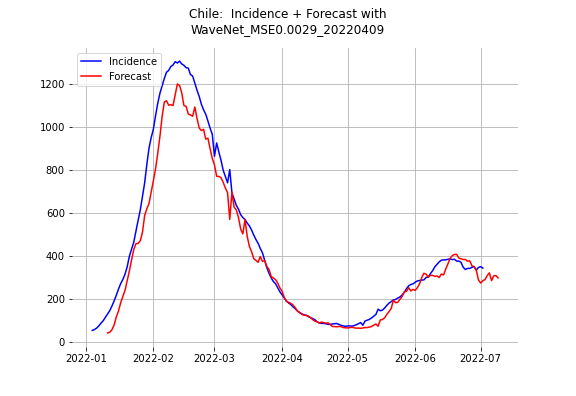 Chile:  Incidence + Forecast with
WaveNet_MSE0.0029_20220409
Incidence
Forecast
1200
1000
800
600
400
200
0
2022-01 2022-02 2022-03 2022-04 2022-05 2022-06 2022-07